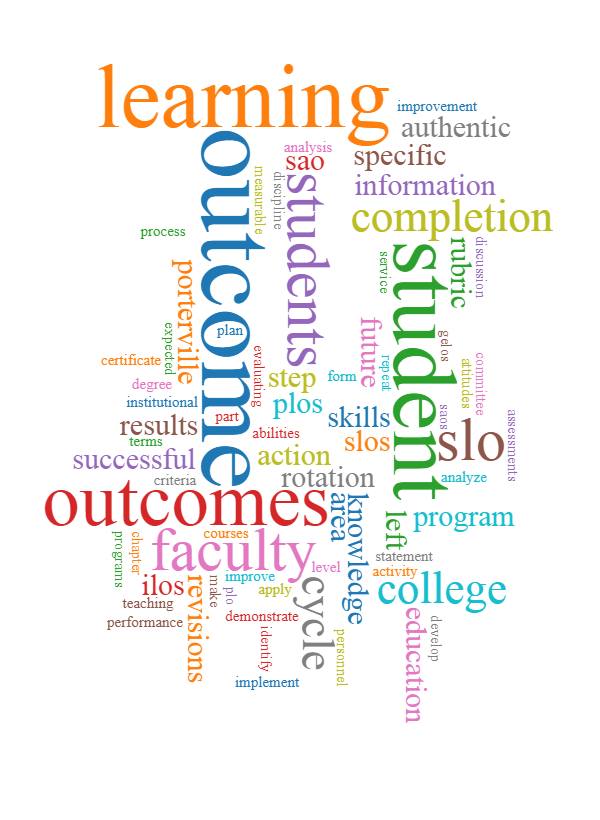 learning
improvement
authentic
analysis
sao
specific
outcome
measurable
discipline
students
information
completion
process
student
rubric
discussion
service
porterville
plan
expected
future
gelos
certificate
evaluating
repeat
attitudes
committee
degree
step
form
institutional
part
plos
skills
saos
assessments
results
abilities
slos
slo
terms
successful
action
criteria
rotation
analyze
outcomes
area
knowledge
left
program
programs
chapter
courses
faculty
level
statement
activity
ilos
revisions
make
improve
plo
apply
cycle
college
teaching
performance
demonstrate
identify
personnel
education
develop
implement